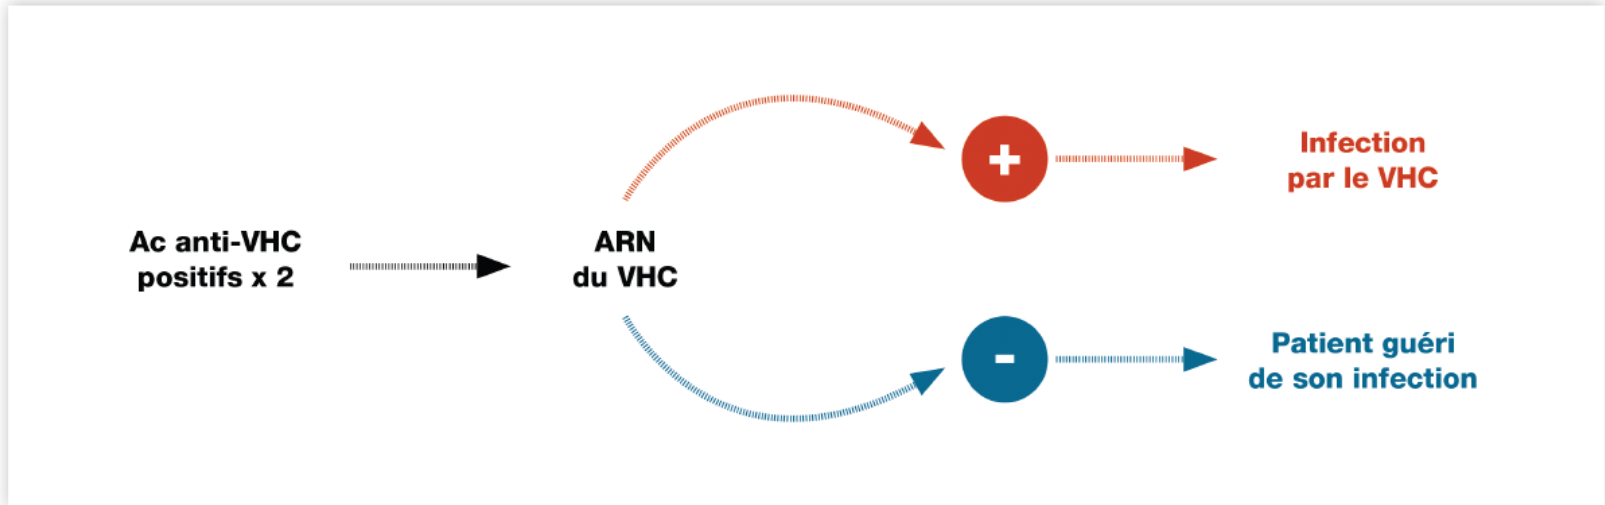 Ac anti-VHC
positifs x 2
ARN
du VHC
+
Infection
par le VHC
-
Patient guéri
de son infection